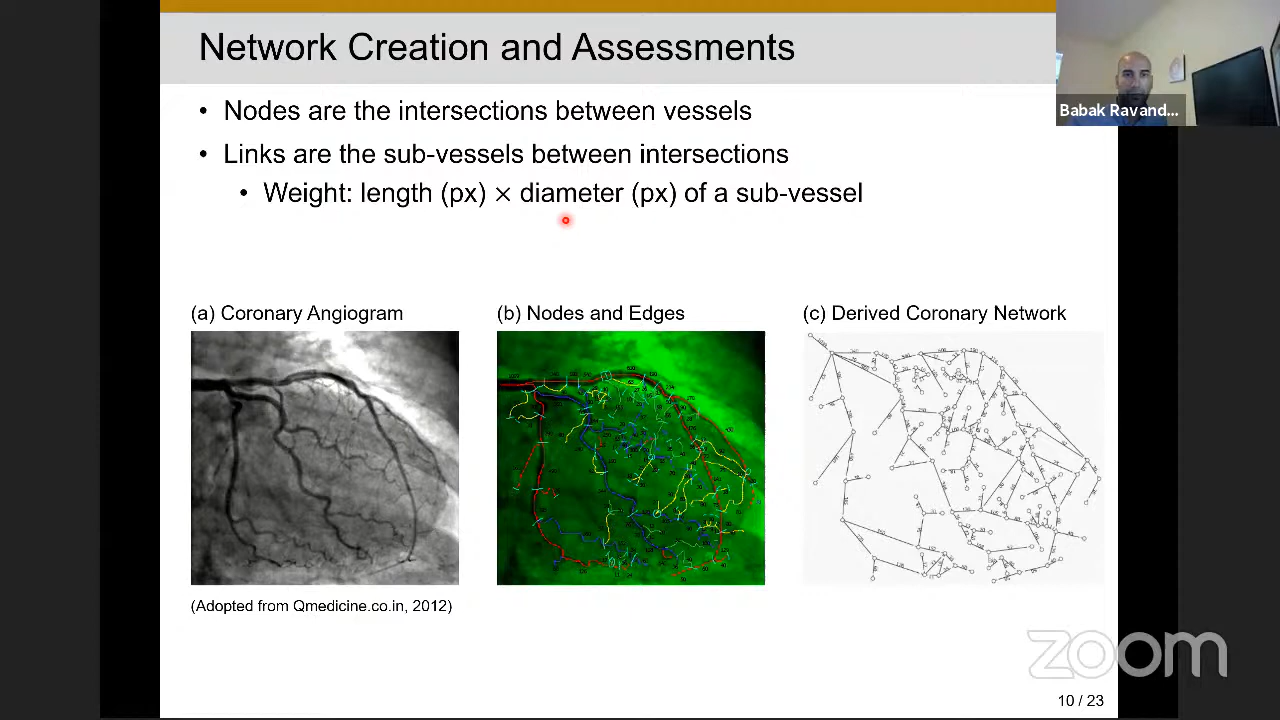 Network Creation and Assessments
Babak Ravand...
• Nodes are the intersections between vessels
• Links are the sub-vessels between intersections
• Weight: length (px) × diameter (px) of a sub-vessel
(a) Coronary Angiogram
(b) Nodes and Edges
(c) Derived Coronary Network
(Adopted from Qmedicine.co.in, 2012)
zoom
10 / 23